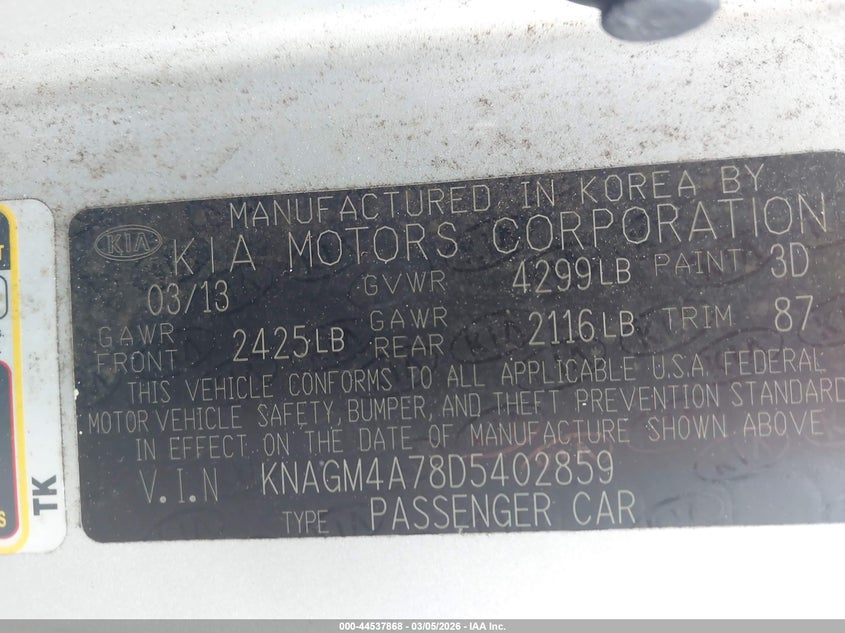 MANUFACTURED IN KOREA BY
KIA KIA MOTORS CORPORATION
03/13 GVWR 4299LB PAINT 3D
GAWR FRONT 2425LB GAWR REAR 2116LB TRIM 87
THIS VEHICLE CONFORMS TO ALL APPLICABLE U.S.A. FEDERAL
MOTOR VEHICLE SAFETY, BUMPER, AND THEFT PREVENTION STANDARD
IN EFFECT ON THE DATE OF MANUFACTURE SHOWN ABOVE
V.I.N KNAGM4A78D5402859
TYPE PASSENGER CAR
TK
000-44537868 - 03/05/2026 - IAA Inc.